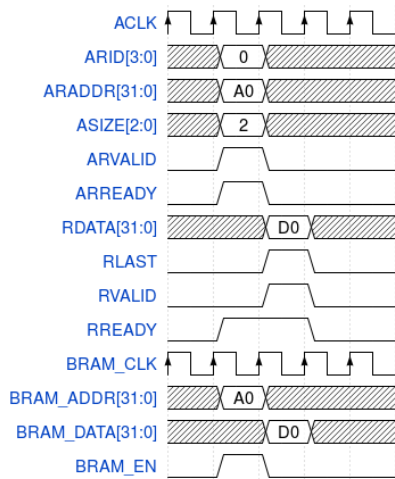 ACLK
ARID[3:0] 0
ARADDR[31:0] A0
ASIZE[2:0] 2
ARVALID
ARREADY
RDATA[31:0] D0
RLAST
RVALID
RREADY
BRAM_CLK
BRAM_ADDR[31:0] A0
BRAM_DATA[31:0] D0
BRAM_EN